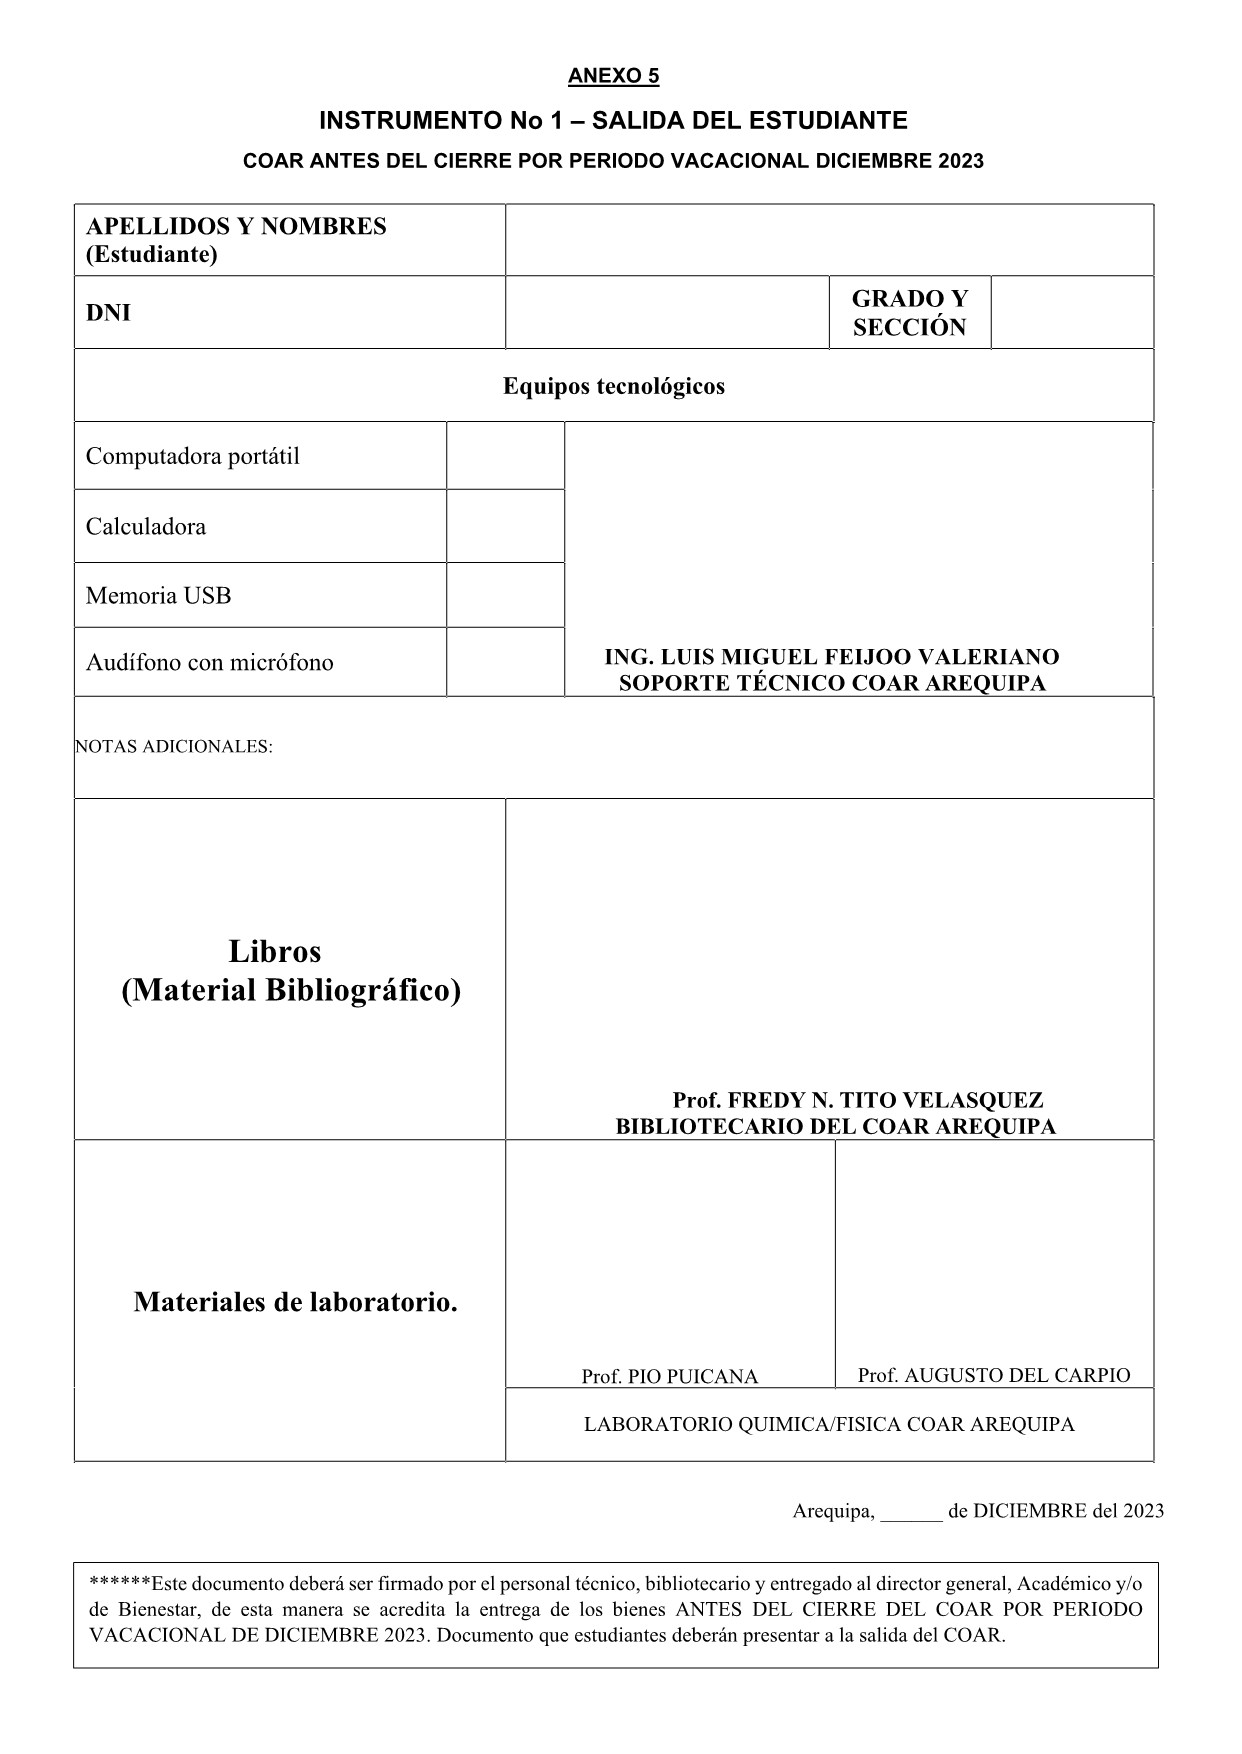 ANEXO 5
INSTRUMENTO No 1 – SALIDA DEL ESTUDIANTE
COAR ANTES DEL CIERRE POR PERIODO VACACIONAL DICIEMBRE 2023
APELLIDOS Y NOMBRES
(Estudiante)
DNI
GRADO Y
SECCIÓN
Equipos tecnológicos
Computadora portátil
Calculadora
Memoria USB
Audífono con micrófono
ING. LUIS MIGUEL FEIJOO VALERIANO
SOPORTE TÉCNICO COAR AREQUIPA
NOTAS ADICIONALES:
Libros
(Material Bibliográfico)
Prof. FREDY N. TITO VELASQUEZ
BIBLIOTECARIO DEL COAR AREQUIPA
Materiales de laboratorio.
Prof. PIO PUICANA
Prof. AUGUSTO DEL CARPIO
LABORATORIO QUIMICA/FISICA COAR AREQUIPA
Arequipa, ______ de DICIEMBRE del 2023
******Este documento deberá ser firmado por el personal técnico, bibliotecario y entregado al director general, Académico y/o
de Bienestar, de esta manera se acredita la entrega de los bienes ANTES DEL CIERRE DEL COAR POR PERIODO
VACACIONAL DE DICIEMBRE 2023. Documento que estudiantes deberán presentar a la salida del COAR.